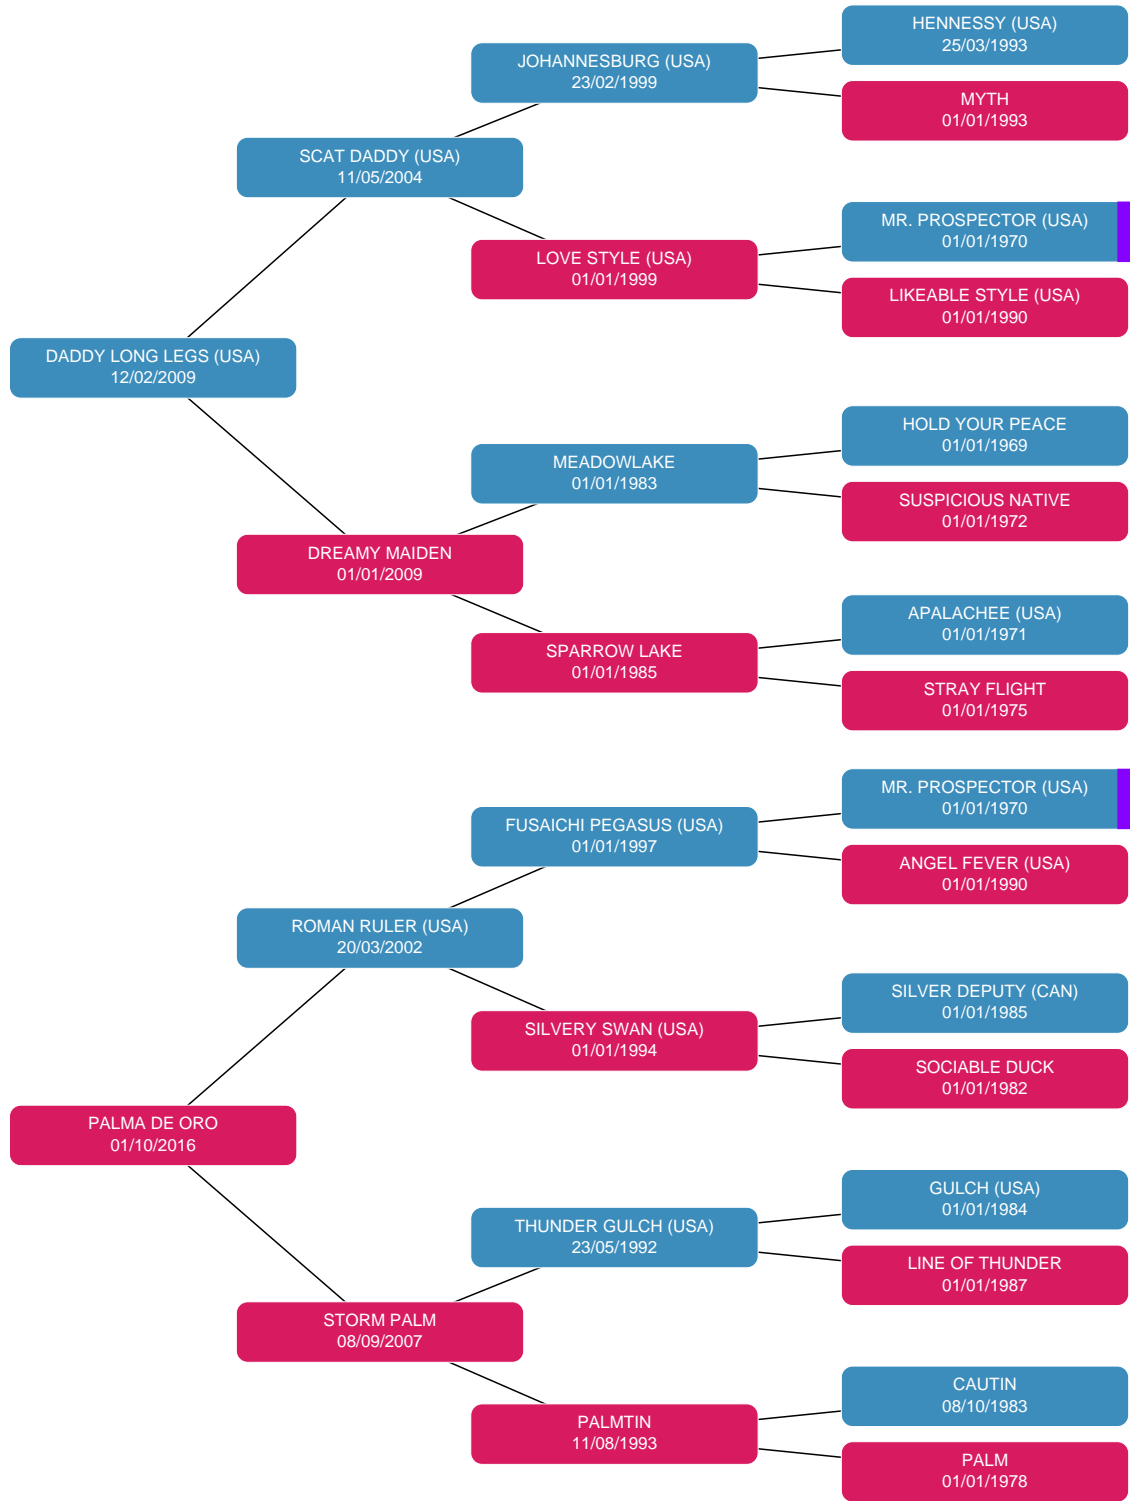 HENNESSY (USA)
25/03/1993
JOHANNESBURG (USA)
23/02/1999
MYTH
01/01/1993
SCAT DADDY (USA)
11/05/2004
MR. PROSPECTOR (USA)
01/01/1970
LOVE STYLE (USA)
01/01/1999
LIKEABLE STYLE (USA)
01/01/1990
DADDY LONG LEGS (USA)
12/02/2009
HOLD YOUR PEACE
01/01/1969
MEADOWLAKE
01/01/1983
SUSPICIOUS NATIVE
01/01/1972
DREAMY MAIDEN
01/01/2009
APALACHEE (USA)
01/01/1971
SPARROW LAKE
01/01/1985
STRAY FLIGHT
01/01/1975
MR. PROSPECTOR (USA)
01/01/1970
FUSAICHI PEGASUS (USA)
01/01/1997
ANGEL FEVER (USA)
01/01/1990
ROMAN RULER (USA)
20/03/2002
SILVER DEPUTY (CAN)
01/01/1985
SILVERY SWAN (USA)
01/01/1994
SOCIABLE DUCK
01/01/1982
PALMA DE ORO
01/10/2016
GULCH (USA)
01/01/1984
THUNDER GULCH (USA)
23/05/1992
LINE OF THUNDER
01/01/1987
STORM PALM
08/09/2007
CAUTIN
08/10/1983
PALMTIN
11/08/1993
PALM
01/01/1978